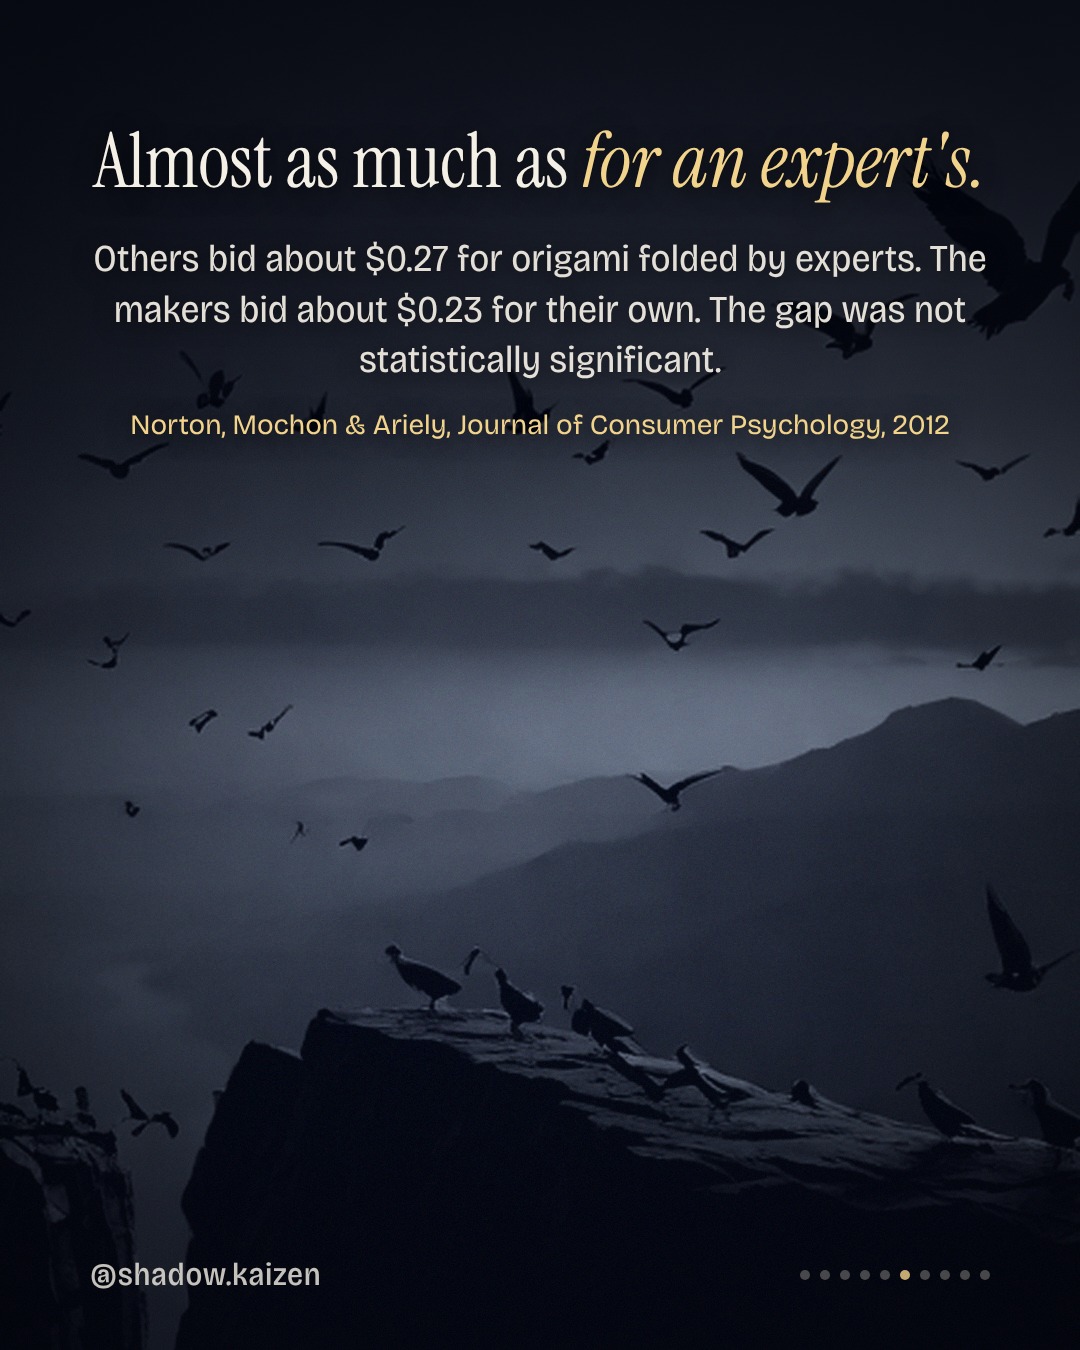 Almost as much as for an expert's.
Others bid about $0.27 for origami folded by experts. The
makers bid about $0.23 for their own. The gap was not
statistically significant.
Norton, Mochon & Ariely, Journal of Consumer Psychology, 2012
@shadow.kaizen